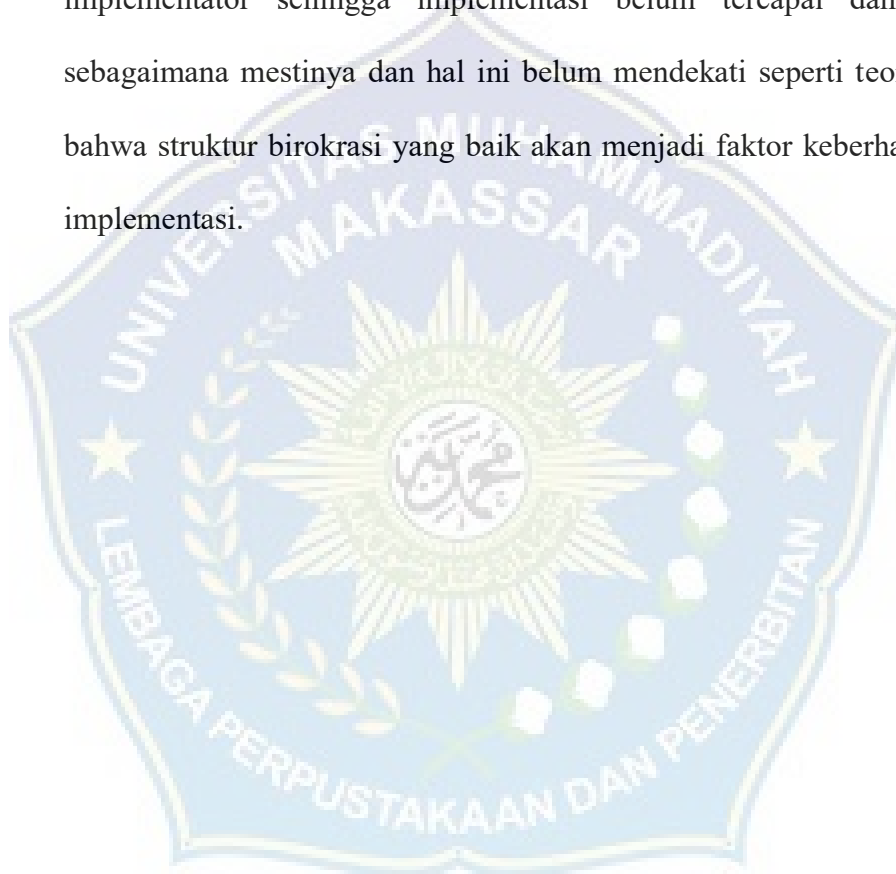 implementator sehingga implementasi belum tercapai dan
sebagaimana mestinya dan hal ini belum mendekati seperti teo
bahwa struktur birokrasi yang baik akan menjadi faktor keberha
implementasi.
UNIVERSITAS MUHAMMADIYAH
MAKASSAR
محمدية
LEMBAGA PERPUSTAKAAN DAN PENERBITAN